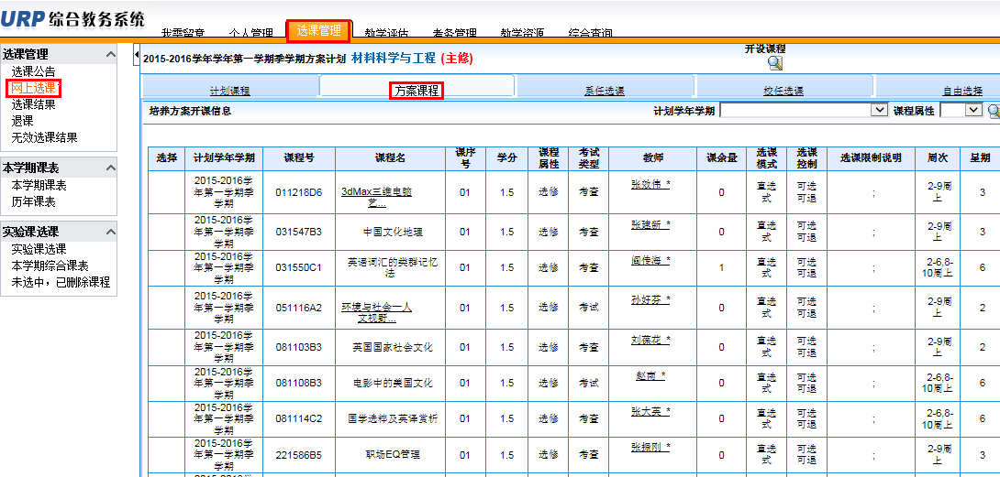 URP 综合教务系统
我需留意 个人管理 选课管理 教学评估 考务管理 教学资源 综合查询
选课管理
选课公告
网上选课
选课结果
退课
无效选课结果
本学期课表
本学期课表
历年课表
实验课选课
实验课选课
本学期综合课表
未选中，已删除课程
2015-2016学年学年第一学期季学期方案计划 材料科学与工程 (主修) 开设课程
计划课程 方案课程 系任选课 校任选课 自由选择
培养方案开课信息 计划学年学期 课程属性
选择 计划学年学期 课程号 课程名 课序号 学分 课程属性 考试类型 教师 课余量 选课模式 选课控制 选课限制说明 周次 星期
2015-2016学年第一学期季学期 011218D6 3dMax三维电脑艺... 01 1.5 选修 考查 张效伟 * 0 直选式 可选可退 ; 2-9周上 3
2015-2016学年第一学期季学期 031547B3 中国文化地理 01 1.5 选修 考查 张建新 * 0 直选式 可选可退 ; 2-9周上 3
2015-2016学年第一学期季学期 031550C1 英语词汇的类群记忆法 01 1.5 选修 考查 阎传海 * 1 直选式 可选可退 ; 2-6,8-10周上 6
2015-2016学年第一学期季学期 051116A2 环境与社会—人文视野... 01 1.5 选修 考试 孙好芬 * 0 直选式 可选可退 ; 2-9周上 2
2015-2016学年第一学期季学期 081103B3 英国国家社会文化 01 1.5 选修 考查 刘葆花 * 0 直选式 可选可退 ; 2-9周上 2
2015-2016学年第一学期季学期 081108B3 电影中的美国文化 01 1.5 选修 考试 赵南 * 0 直选式 可选可退 ; 2-6,8-10周上 6
2015-2016学年第一学期季学期 081114C2 国学选粹及英译赏析 01 1.5 选修 考查 张大英 * 0 直选式 可选可退 ; 2-6,8-10周上 6
2015-2016学年第一学期季学期 221586B5 职场EQ管理 01 1.5 选修 考查 张振刚 * 0 直选式 可选可退 ; 2-9周上 3